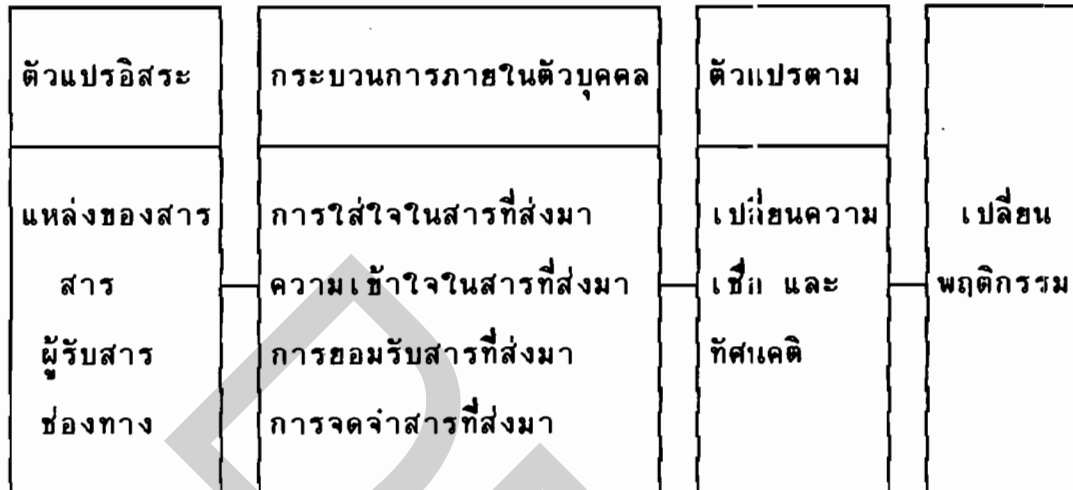 ตัวแปรอิสระ
กระบวนการภายในตัวบุคคล
ตัวแปรตาม
แหล่งของสาร
สาร
ผู้รับสาร
ช่องทาง
การใส่ใจในสารที่ส่งมา
ความเข้าใจในสารที่ส่งมา
การยอมรับสารที่ส่งมา
การจดจำสารที่ส่งมา
เปลี่ยนความ
เชื่อ และ
ทัศนคติ
เปลี่ยน
พฤติกรรม